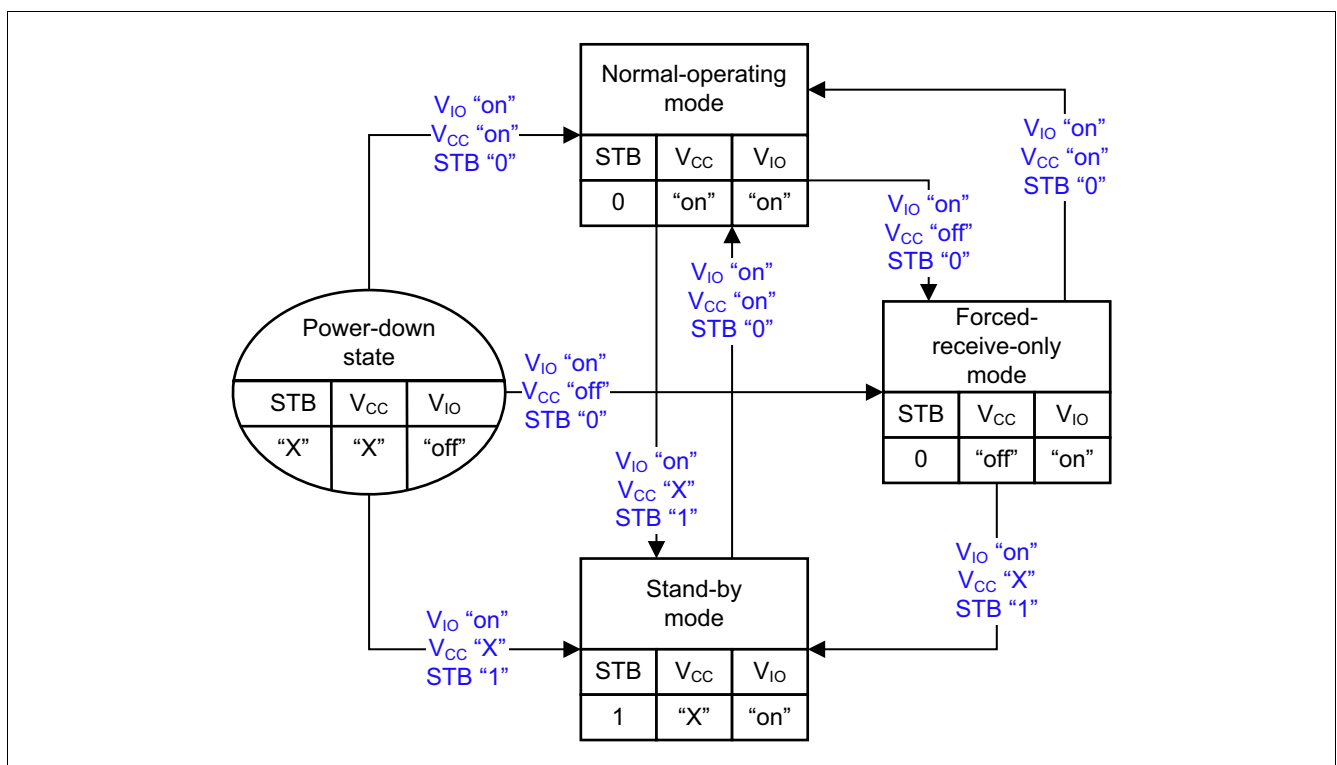 Normal-operating
mode
STB VCC VIO
0 “on” “on”
VIO “on”
VCC “on”
STB “0”
VIO “on”
VCC “on”
STB “0”
VIO “on”
VCC “off”
STB “0”
VIO “on”
VCC “on”
STB “0”
Power-down
state
STB VCC VIO
“X” “X” “off”
VIO “on”
VCC “off”
STB “0”
Forced-
receive-only
mode
STB VCC VIO
0 “off” “on”
VIO “on”
VCC “X”
STB “1”
VIO “on”
VCC “X”
STB “1”
VIO “on”
VCC “X”
STB “1”
Stand-by
mode
STB VCC VIO
1 “X” “on”